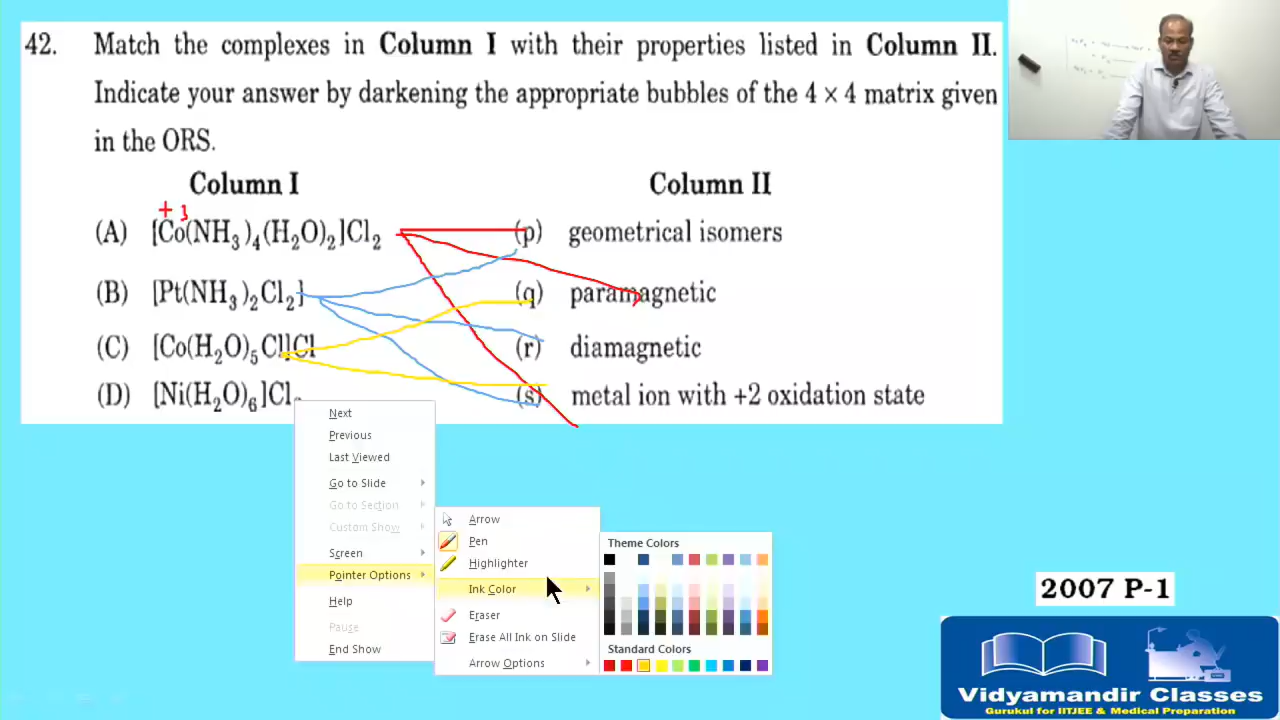 42. Match the complexes in Column I with their properties listed in Column II.
Indicate your answer by darkening the appropriate bubbles of the 4 × 4 matrix given
in the ORS.
Column I Column II
+3
(A) [Co(NH₃)₄(H₂O)₂]Cl₂ (p) geometrical isomers
(B) [Pt(NH₃)₂Cl₂] (q) paramagnetic
(C) [Co(H₂O)₅Cl]Cl (r) diamagnetic
(D) [Ni(H₂O)₆]Cl₂ (s) metal ion with +2 oxidation state
Next
Previous
Last Viewed
Go to Slide
Go to Section
Custom Show
Screen
Pointer Options
Help
Pause
End Show
Arrow
Pen
Highlighter
Ink Color
Eraser
Erase All Ink on Slide
Arrow Options
Theme Colors
Standard Colors
2007 P-1
Vidyamandir Classes
Gurukul for IITJEE & Medical Preparation